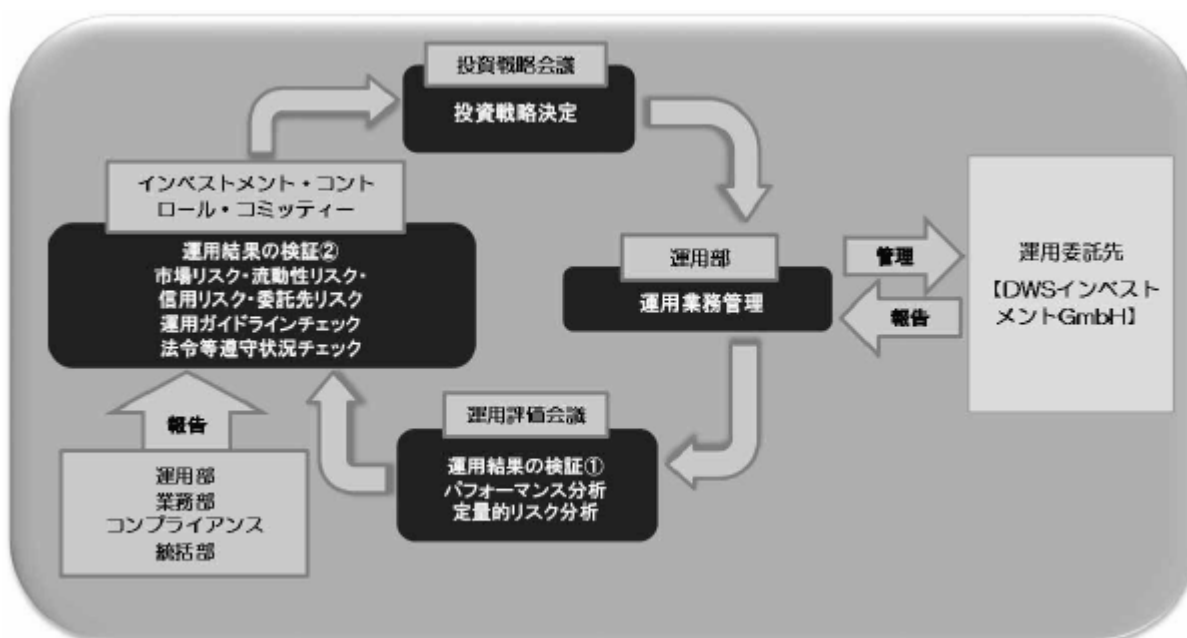 投資戦略会議
投資戦略決定
インベストメント・コント
ロール・コミッティー
運用結果の検証②
市場リスク・流動性リスク・
信用リスク・委託先リスク
運用ガイドラインチェック
法令等遵守状況チェック
運用部
運用業務管理
管理
報告
運用委託先
【DWSインベスト
メントGmbH】
運用評価会議
運用結果の検証①
パフォーマンス分析
定量的リスク分析
報告
運用部
業務部
コンプライアンス
統括部